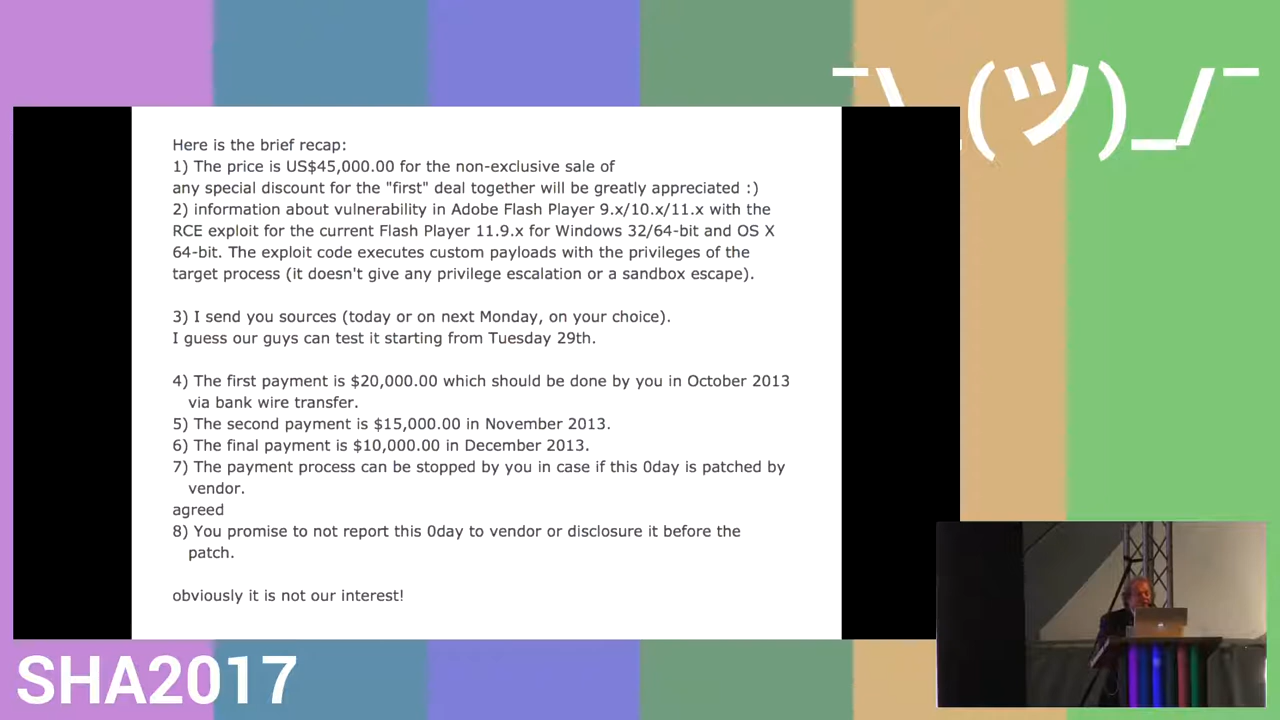 ¯\_(ツ)_/¯
Here is the brief recap:
1) The price is US$45,000.00 for the non-exclusive sale of
any special discount for the "first" deal together will be greatly appreciated :)
2) information about vulnerability in Adobe Flash Player 9.x/10.x/11.x with the
RCE exploit for the current Flash Player 11.9.x for Windows 32/64-bit and OS X
64-bit. The exploit code executes custom payloads with the privileges of the
target process (it doesn't give any privilege escalation or a sandbox escape).
3) I send you sources (today or on next Monday, on your choice).
I guess our guys can test it starting from Tuesday 29th.
4) The first payment is $20,000.00 which should be done by you in October 2013
via bank wire transfer.
5) The second payment is $15,000.00 in November 2013.
6) The final payment is $10,000.00 in December 2013.
7) The payment process can be stopped by you in case if this 0day is patched by
vendor.
agreed
8) You promise to not report this 0day to vendor or disclosure it before the
patch.
obviously it is not our interest!
SHA2017